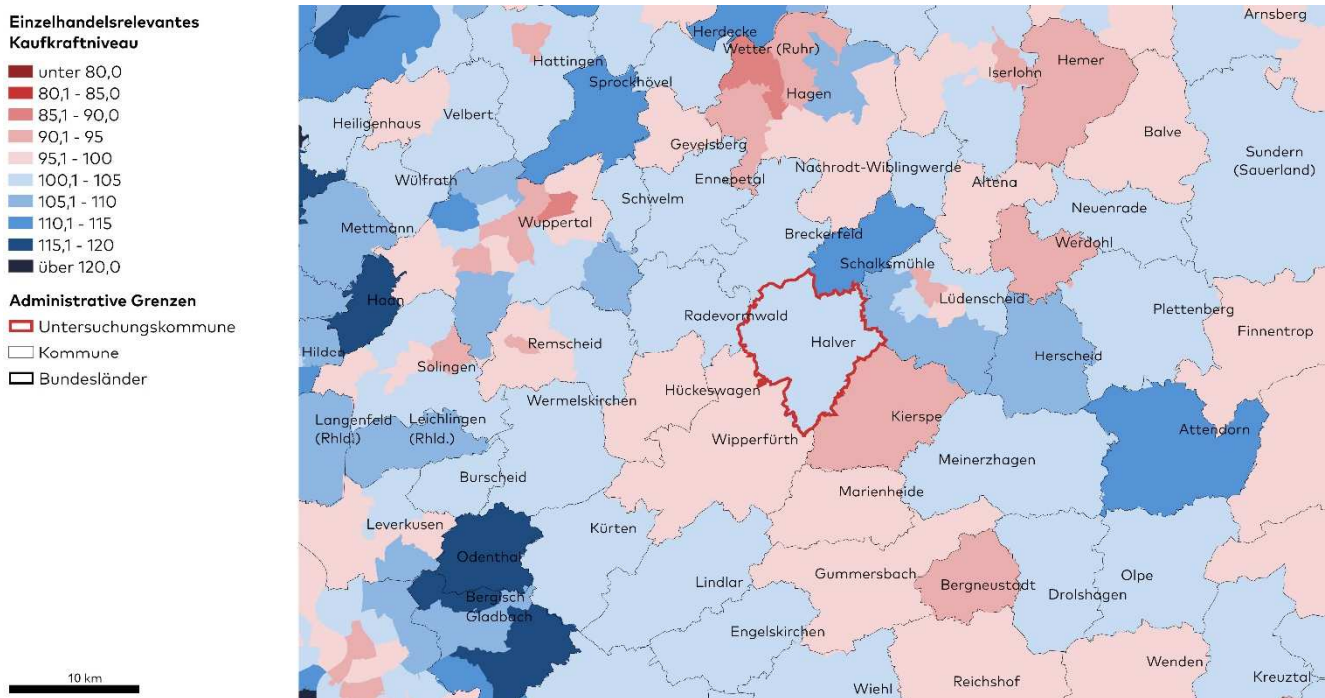 Einzelhandelsrelevantes
Kaufkraftniveau
unter 80,0
80,1 - 85,0
85,1 - 90,0
90,1 - 95
95,1 - 100
100,1 - 105
105,1 - 110
110,1 - 115
115,1 - 120
über 120,0
Administrative Grenzen
Untersuchungskommune
Kommune
Bundesländer
10 km
Herdecke
Arnsberg
Wetter (Ruhr)
Hattingen
Hemer
Iserlohn
Sprockhövel
Hagen
Velbert
Heiligenhaus
Balve
Gevelsberg
Sundern
(Sauerland)
Nachrodt-Wiblingwerde
Ennepetal
Wülfrath
Altena
Schwelm
Neuenrade
Wuppertal
Mettmann
Breckerfeld
Werdohl
Schalksmühle
Haan
Lüdenscheid
Plettenberg
Radevormwald
Finnentrop
Halver
Remscheid
Hilden
Herscheid
Solingen
Hückeswagen
Wermelskirchen
Langenfeld
(Rhld.)
Leichlingen
(Rhld.)
Kierspe
Attendorn
Wipperfürth
Meinerzhagen
Burscheid
Marienheide
Leverkusen
Kürten
Odenthal
Lindlar
Gummersbach
Olpe
Bergneustadt
Drolshagen
Bergisch
Gladbach
Engelskirchen
Wenden
Kreuztal
Reichshof
Wiehl